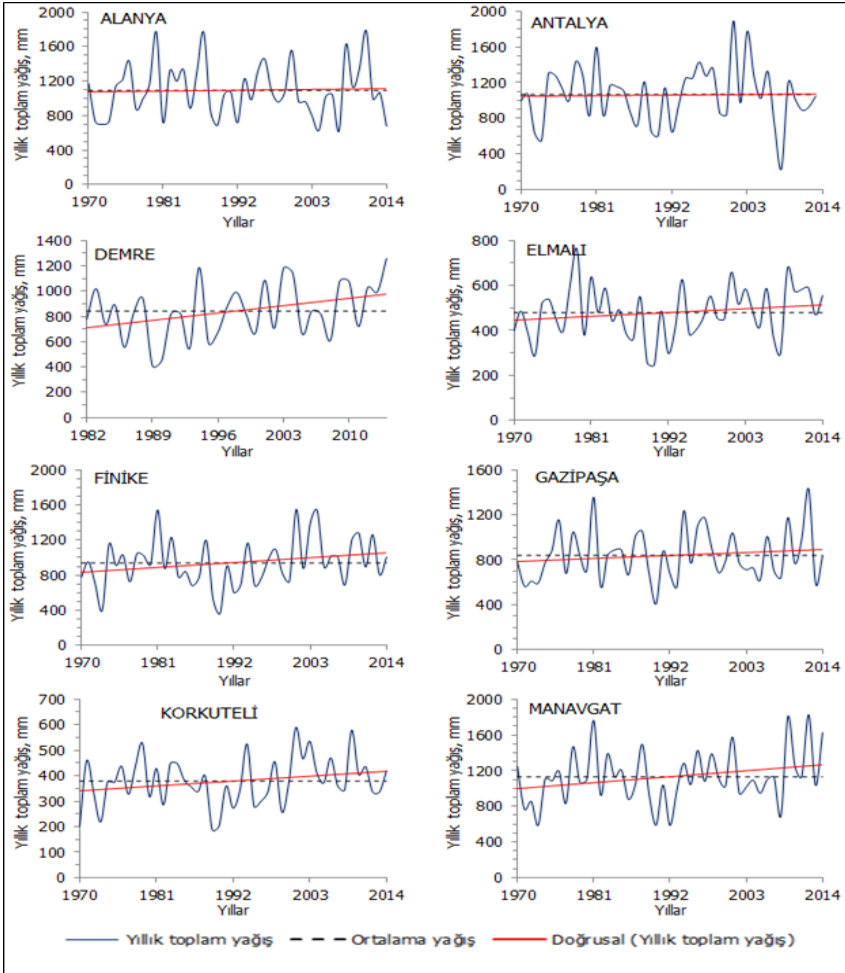 ALANYA
Yıllık toplam yağış, mm
2000
1600
1200
800
400
0
1970 1981 1992 2003 2014
Yıllar
ANTALYA
Yıllık toplam yağış, mm
2000
1600
1200
800
400
0
1970 1981 1992 2003 2014
Yıllar
DEMRE
Yıllık toplam yağış, mm
1400
1200
1000
800
600
400
200
0
1982 1989 1996 2003 2010
Yıllar
ELMALI
Yıllık toplam yağış, mm
800
600
400
200
0
1970 1981 1992 2003 2014
Yıllar
FİNİKE
Yıllık toplam yağış, mm
2000
1600
1200
800
400
0
1970 1981 1992 2003 2014
Yıllar
GAZİPAŞA
Yıllık toplam yağış, mm
1600
1200
800
400
0
1970 1981 1992 2003 2014
Yıllar
KORKUTELİ
Yıllık toplam yağış, mm
700
600
500
400
300
200
100
0
1970 1981 1992 2003 2014
Yıllar
MANAVGAT
Yıllık toplam yağış, mm
2000
1600
1200
800
400
0
1970 1981 1992 2003 2014
Yıllar
Yıllık toplam yağış Ortalama yağış Doğrusal (Yıllık toplam yağış)